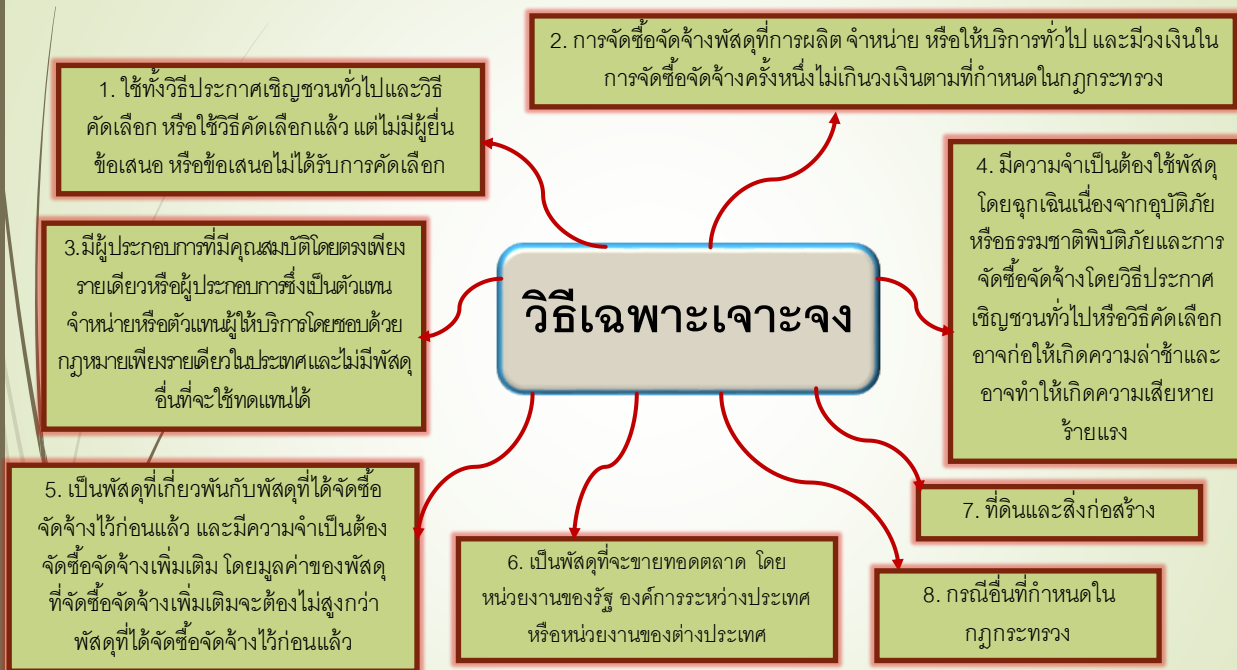 1. ใช้ทั้งวิธีประกาศเชิญชวนทั่วไปและวิธี
คัดเลือก หรือใช้วิธีคัดเลือกแล้ว แต่ไม่มีผู้ยื่น
ข้อเสนอ หรือข้อเสนอไม่ได้รับการคัดเลือก
2. การจัดซื้อจัดจ้างพัสดุที่การผลิต จำหน่าย หรือให้บริการทั่วไป และมีวงเงินใน
การจัดซื้อจัดจ้างครั้งหนึ่งไม่เกินวงเงินตามที่กำหนดในกฎกระทรวง
3.มีผู้ประกอบการที่มีคุณสมบัติโดยตรงเพียง
รายเดียวหรือผู้ประกอบการซึ่งเป็นตัวแทน
จำหน่ายหรือตัวแทนผู้ให้บริการโดยชอบด้วย
กฎหมายเพียงรายเดียวในประเทศและไม่มีพัสดุ
อื่นที่จะใช้ทดแทนได้
วิธีเฉพาะเจาะจง
4. มีความจำเป็นต้องใช้พัสดุ
โดยฉุกเฉินเนื่องจากอุบัติภัย
หรือธรรมชาติพิบัติภัยและการ
จัดซื้อจัดจ้างโดยวิธีประกาศ
เชิญชวนทั่วไปหรือวิธีคัดเลือก
อาจก่อให้เกิดความล่าช้าและ
อาจทำให้เกิดความเสียหาย
ร้ายแรง
5. เป็นพัสดุที่เกี่ยวพันกับพัสดุที่ได้จัดซื้อ
จัดจ้างไว้ก่อนแล้ว และมีความจำเป็นต้อง
จัดซื้อจัดจ้างเพิ่มเติม โดยมูลค่าของพัสดุ
ที่จัดซื้อจัดจ้างเพิ่มเติมจะต้องไม่สูงกว่า
พัสดุที่ได้จัดซื้อจัดจ้างไว้ก่อนแล้ว
6. เป็นพัสดุที่จะขายทอดตลาด โดย
หน่วยงานของรัฐ องค์การระหว่างประเทศ
หรือหน่วยงานของต่างประเทศ
7. ที่ดินและสิ่งก่อสร้าง
8. กรณีอื่นที่กำหนดใน
กฎกระทรวง